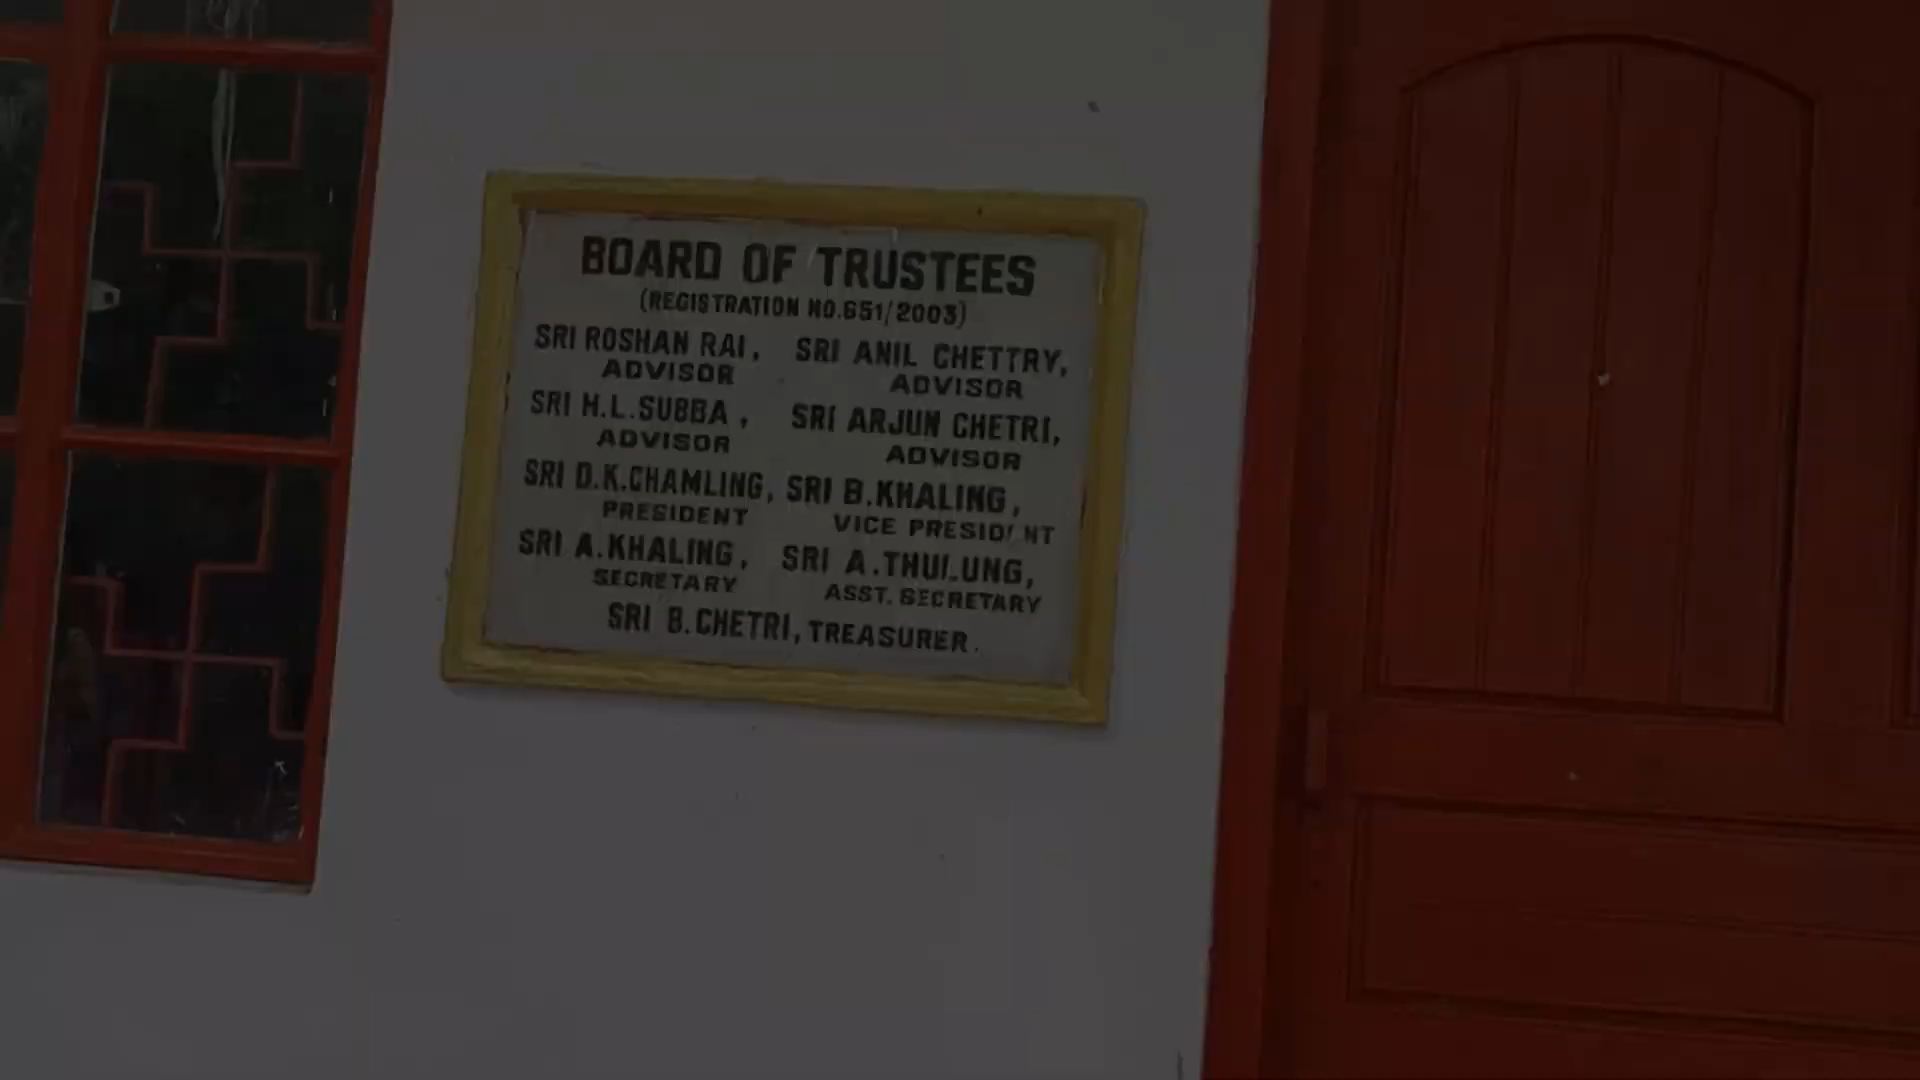 BOARD OF TRUSTEES
(REGISTRATION NO.651/2003)
SRI ROSHAN RAI, SRI ANIL CHETTRY,
ADVISOR ADVISOR
SRI H.L.SUBBA, SRI ARJUN CHETRI,
ADVISOR ADVISOR
SRI D.K.CHAMLING, SRI B.KHALING,
PRESIDENT VICE PRESIDENT
SRI A.KHALING, SRI A.THULUNG,
SECRETARY ASST. SECRETARY
SRI B.CHETRI, TREASURER.